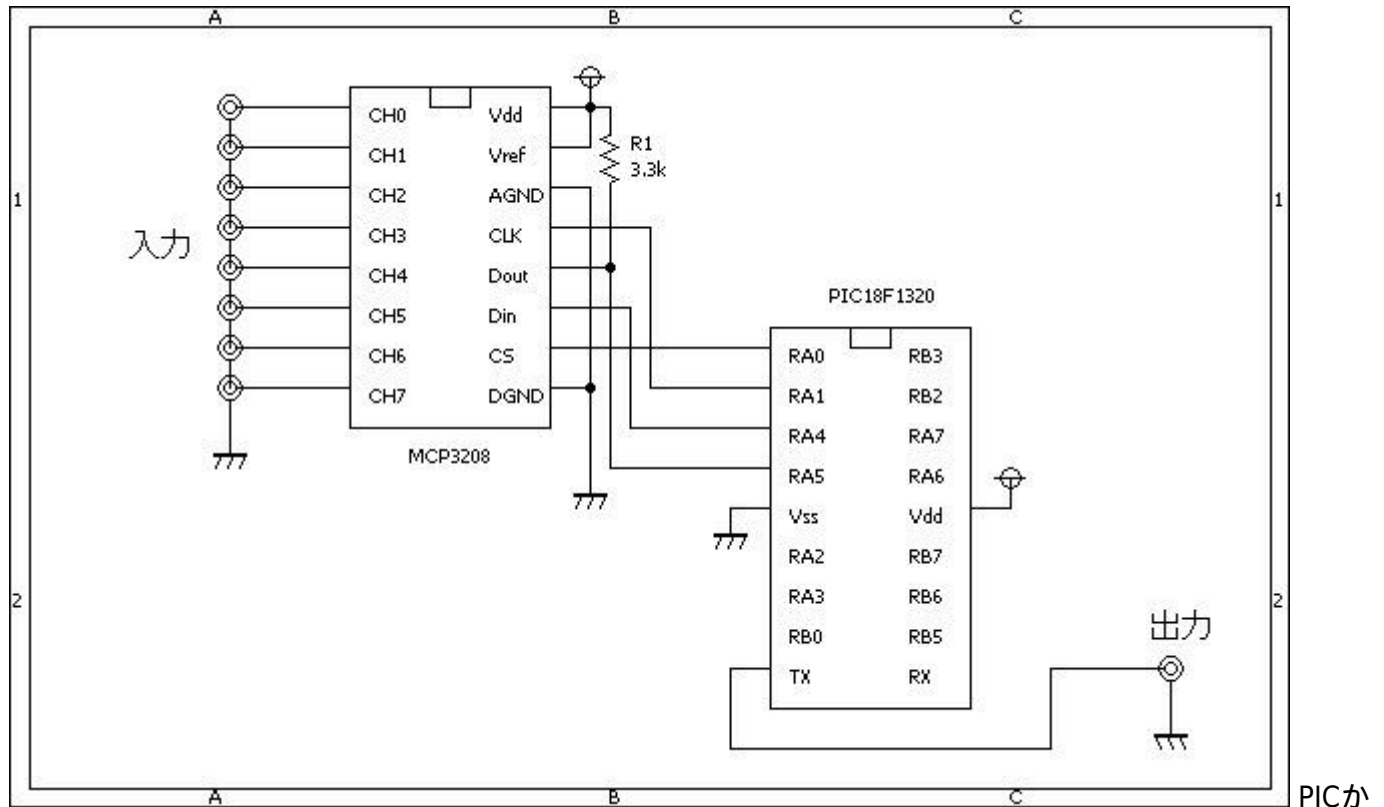 A B C
CH0 Vdd
CH1 Vref
R1
3.3k
1 CH2 AGND 1
入力 CH3 CLK
CH4 Dout
CH5 Din
CH6 CS
CH7 DGND
MCP3208
PIC18F1320
RA0 RB3
RA1 RB2
RA4 RA7
RA5 RA6
Vss Vdd
RA2 RB7
2 RA3 RB6 2
RB0 RB5
出力
TX RX
A B C
PICか